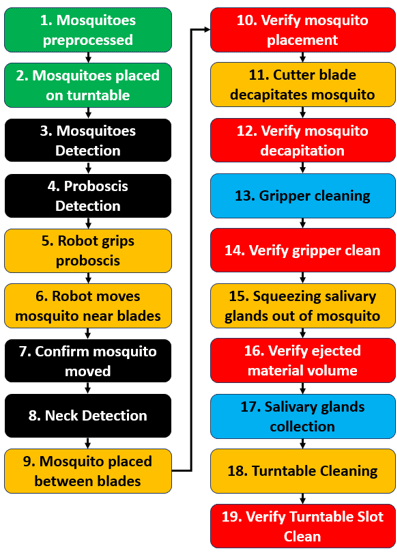 1. Mosquitoes
preprocessed
2. Mosquitoes placed
on turntable
3. Mosquitoes
Detection
4. Proboscis
Detection
5. Robot grips
proboscis
6. Robot moves
mosquito near blades
7. Confirm mosquito
moved
8. Neck Detection
9. Mosquito placed
between blades
10. Verify mosquito
placement
11. Cutter blade
decapitates mosquito
12. Verify mosquito
decapitation
13. Gripper cleaning
14. Verify gripper clean
15. Squeezing salivary
glands out of mosquito
16. Verify ejected
material volume
17. Salivary glands
collection
18. Turntable Cleaning
19. Verify Turntable Slot
Clean